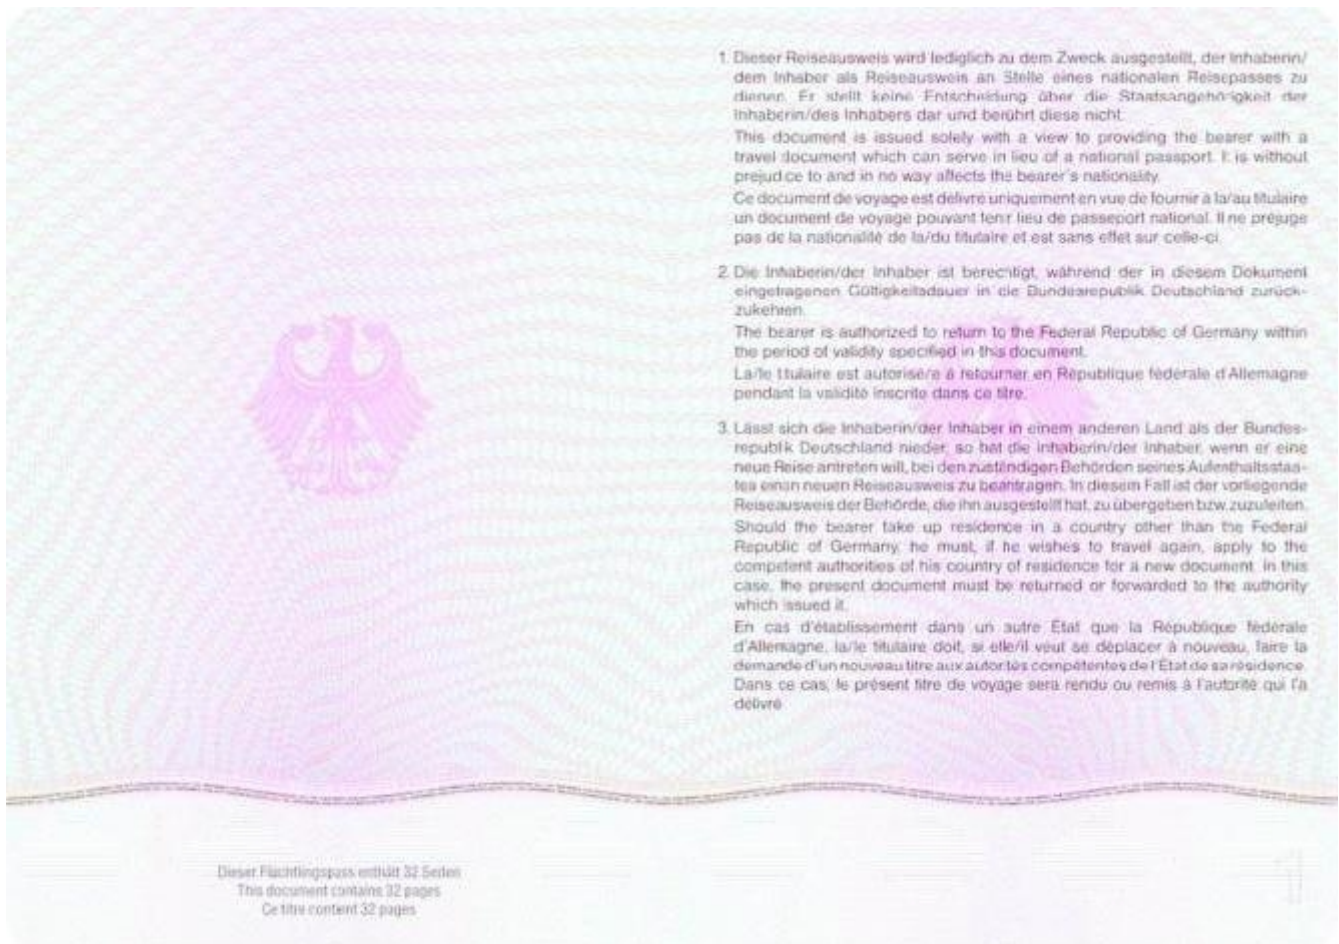 1. Dieser Reiseausweis wird lediglich zu dem Zweck ausgestellt, der Inhaberin/
dem Inhaber als Reiseausweis an Stelle eines nationalen Reisepasses zu
dienen. Er stellt keine Entscheidung über die Staatsangehörigkeit der
Inhaberin/des Inhabers dar und berührt diese nicht.
This document is issued solely with a view to providing the bearer with a
travel document which can serve in lieu of a national passport. It is without
prejudice to and in no way affects the bearer's nationality.
Ce document de voyage est délivré uniquement en vue de fournir à la/au titulaire
un document de voyage pouvant tenir lieu de passeport national. Il ne préjuge
pas de la nationalité de la/du titulaire et est sans effet sur celle-ci.
2. Die Inhaberin/der Inhaber ist berechtigt, während der in diesem Dokument
eingetragenen Gültigkeitsdauer in die Bundesrepublik Deutschland zurück-
zukehren.
The bearer is authorized to return to the Federal Republic of Germany within
the period of validity specified in this document.
La/le titulaire est autorisé/e à retourner en République fédérale d'Allemagne
pendant la validité inscrite dans ce titre.
3. Lässt sich die Inhaberin/der Inhaber in einem anderen Land als der Bundes-
republik Deutschland nieder, so hat die Inhaberin/der Inhaber, wenn er eine
neue Reise antreten will, bei den zuständigen Behörden seines Aufenthaltsstaa-
tes einen neuen Reiseausweis zu beantragen. In diesem Fall ist der vorliegende
Reiseausweis der Behörde, die ihn ausgestellt hat, zu übergeben bzw. zuzuleiten.
Should the bearer take up residence in a country other than the Federal
Republic of Germany, he must, if he wishes to travel again, apply to the
competent authorities of his country of residence for a new document. In this
case, the present document must be returned or forwarded to the authority
which issued it.
En cas d'établissement dans un autre État que la République fédérale
d'Allemagne, la/le titulaire doit, si elle/il veut se déplacer à nouveau, faire la
demande d'un nouveau titre aux autorités compétentes de l'État de sa résidence.
Dans ce cas, le présent titre de voyage sera rendu ou remis à l'autorité qui l'a
délivré.
Dieser Flüchtlingspass enthält 32 Seiten
This document contains 32 pages
Ce titre contient 32 pages
1